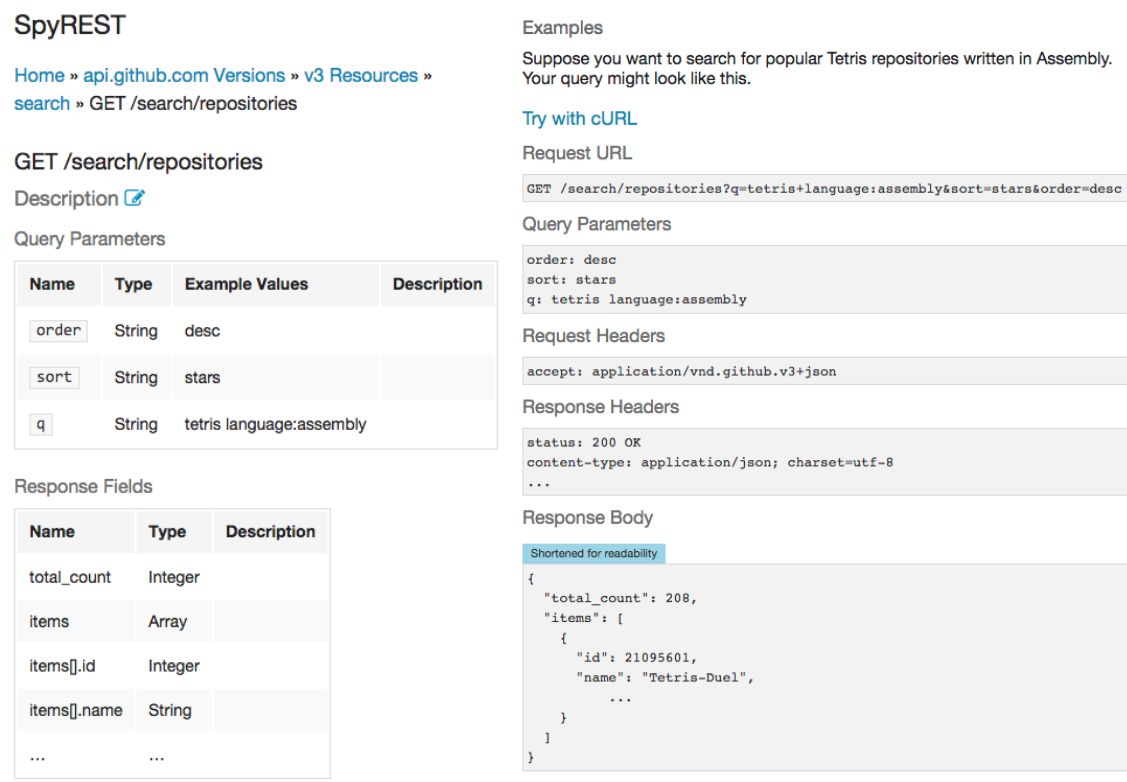 SpyREST
Home » api.github.com Versions » v3 Resources »
search » GET /search/repositories
GET /search/repositories
Description
Query Parameters
Name Type Example Values Description
order String desc
sort String stars
q String tetris language:assembly
Response Fields
Name Type Description
total_count Integer
items Array
items[].id Integer
items[].name String
... ...
Examples
Suppose you want to search for popular Tetris repositories written in Assembly.
Your query might look like this.
Try with cURL
Request URL
GET /search/repositories?q=tetris+language:assembly&sort=stars&order=desc
Query Parameters
order: desc
sort: stars
q: tetris language:assembly
Request Headers
accept: application/vnd.github.v3+json
Response Headers
status: 200 OK
content-type: application/json; charset=utf-8
...
Response Body
Shortened for readability
{
  "total_count": 208,
  "items": [
    {
      "id": 21095601,
      "name": "Tetris-Duel",
          ...
    }
  ]
}